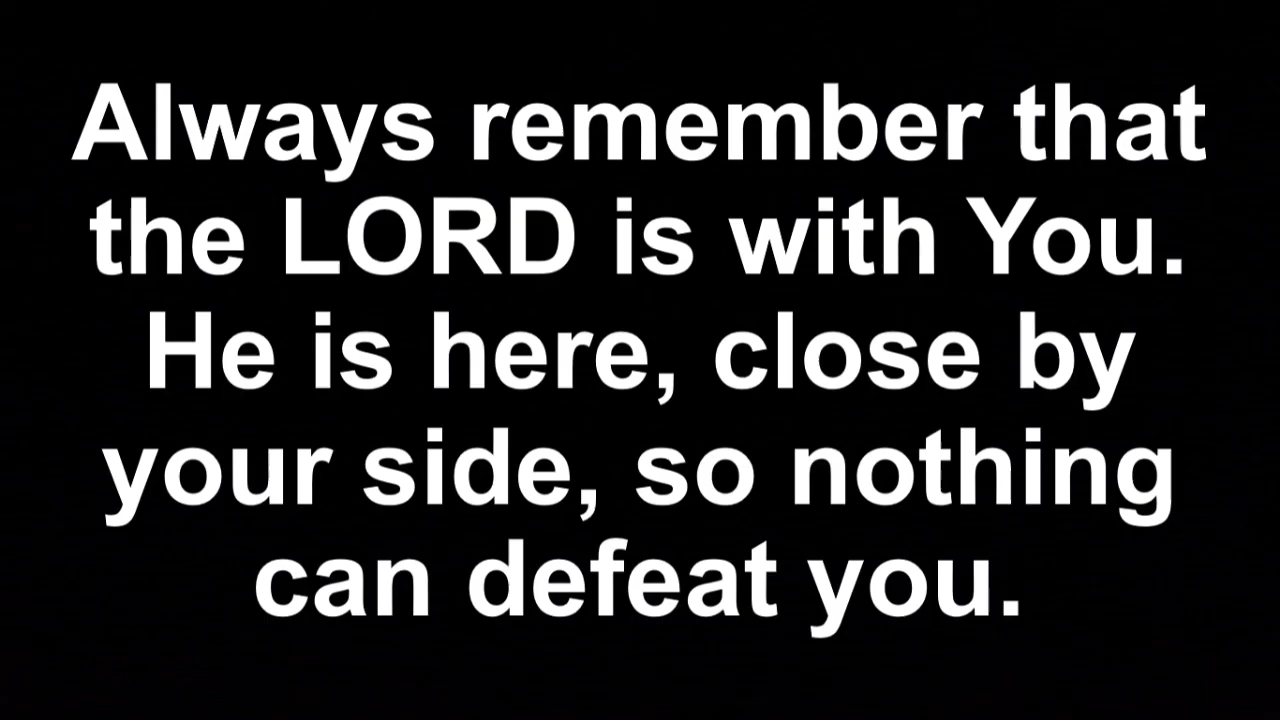 Always remember that
the LORD is with You.
He is here, close by
your side, so nothing
can defeat you.